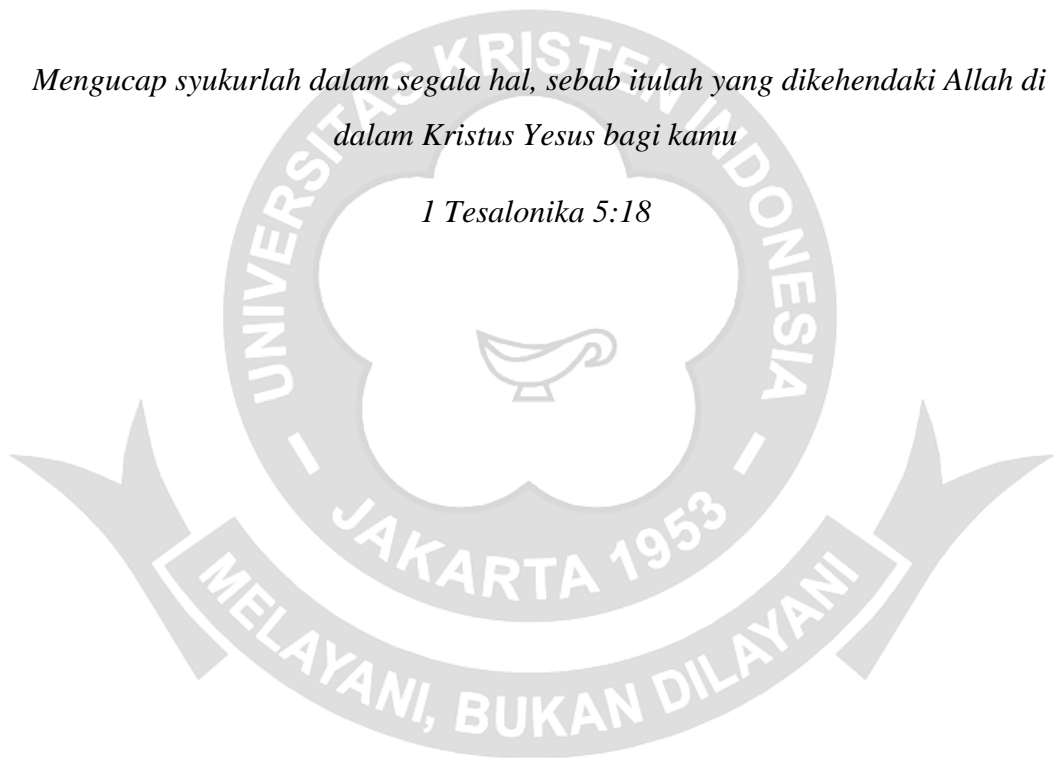 Mengucap syukurlah dalam segala hal, sebab itulah yang dikehendaki Allah di
dalam Kristus Yesus bagi kamu
1 Tesalonika 5:18
UNIVERSITAS KRISTEN INDONESIA
JAKARTA 1953
MELAYANI, BUKAN DILAYANI